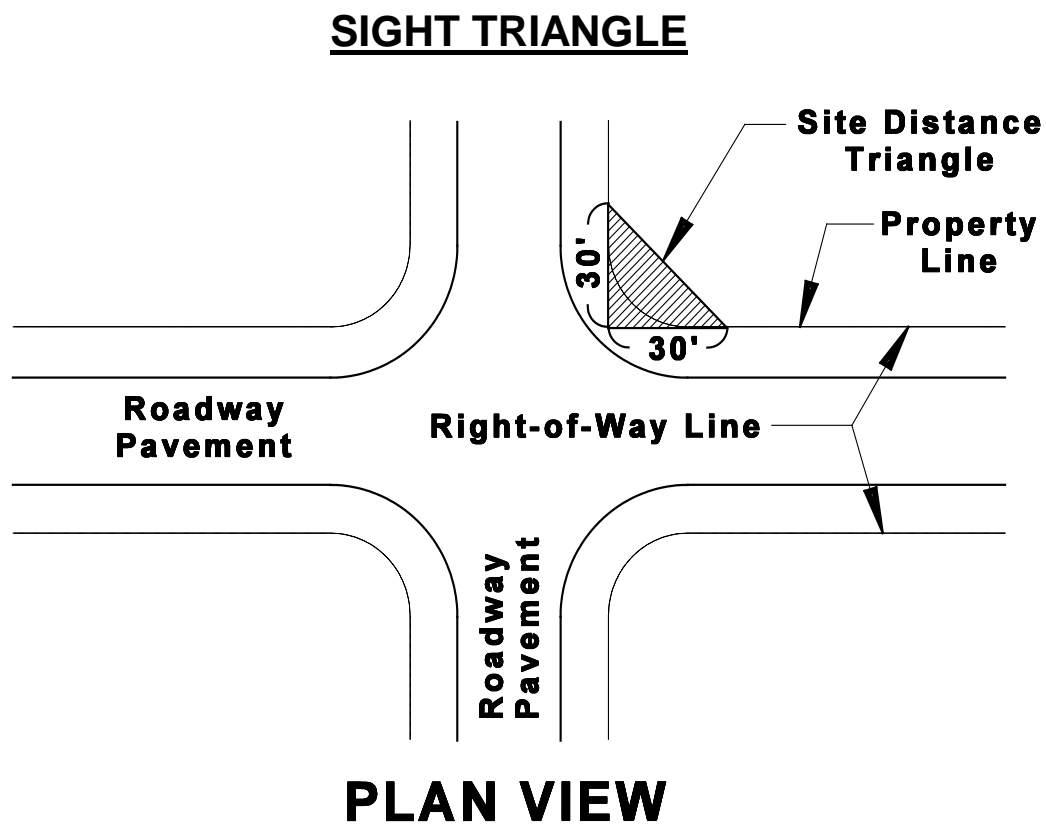 SIGHT TRIANGLE
Site Distance
Triangle
Property
Line
30'
30'
Roadway
Pavement
Right-of-Way Line
Roadway
Pavement
PLAN VIEW